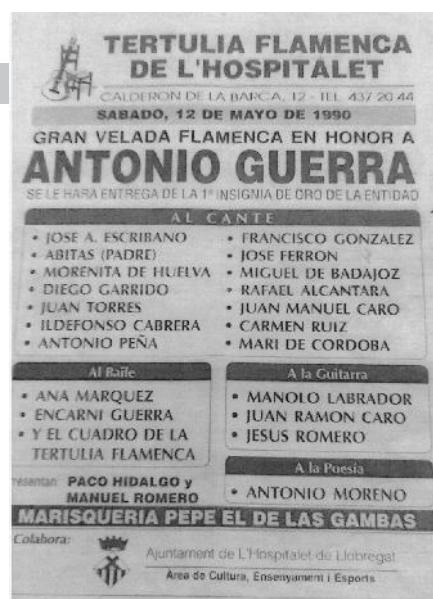 TERTULIA FLAMENCA
DE L'HOSPITALET
CALDERON DE LA BARCA, 12 - TEL. 437 20 44
SABADO, 12 DE MAYO DE 1990
GRAN VELADA FLAMENCA EN HONOR A
ANTONIO GUERRA
SE LE HARA ENTREGA DE LA 1ª INSIGNIA DE ORO DE LA ENTIDAD
AL CANTE
• JOSE A. ESCRIBANO
• ABITAS (PADRE)
• MORENITA DE HUELVA
• DIEGO GARRIDO
• JUAN TORRES
• ILDEFONSO CABRERA
• ANTONIO PEÑA
• FRANCISCO GONZALEZ
• JOSE FERRON
• MIGUEL DE BADAJOZ
• RAFAEL ALCANTARA
• JUAN MANUEL CARO
• CARMEN RUIZ
• MARI DE CORDOBA
Al Baile
• ANA MARQUEZ
• ENCARNI GUERRA
• Y EL CUADRO DE LA
TERTULIA FLAMENCA
A la Guitarra
• MANOLO LABRADOR
• JUAN RAMON CARO
• JESUS ROMERO
A la Poesía
• ANTONIO MORENO
resentan: PACO HIDALGO y
MANUEL ROMERO
MARISQUERIA PEPE EL DE LAS GAMBAS
Colabora:
Ajuntament de L'Hospitalet de Llobregat
Area de Cultura, Ensenyament i Esports